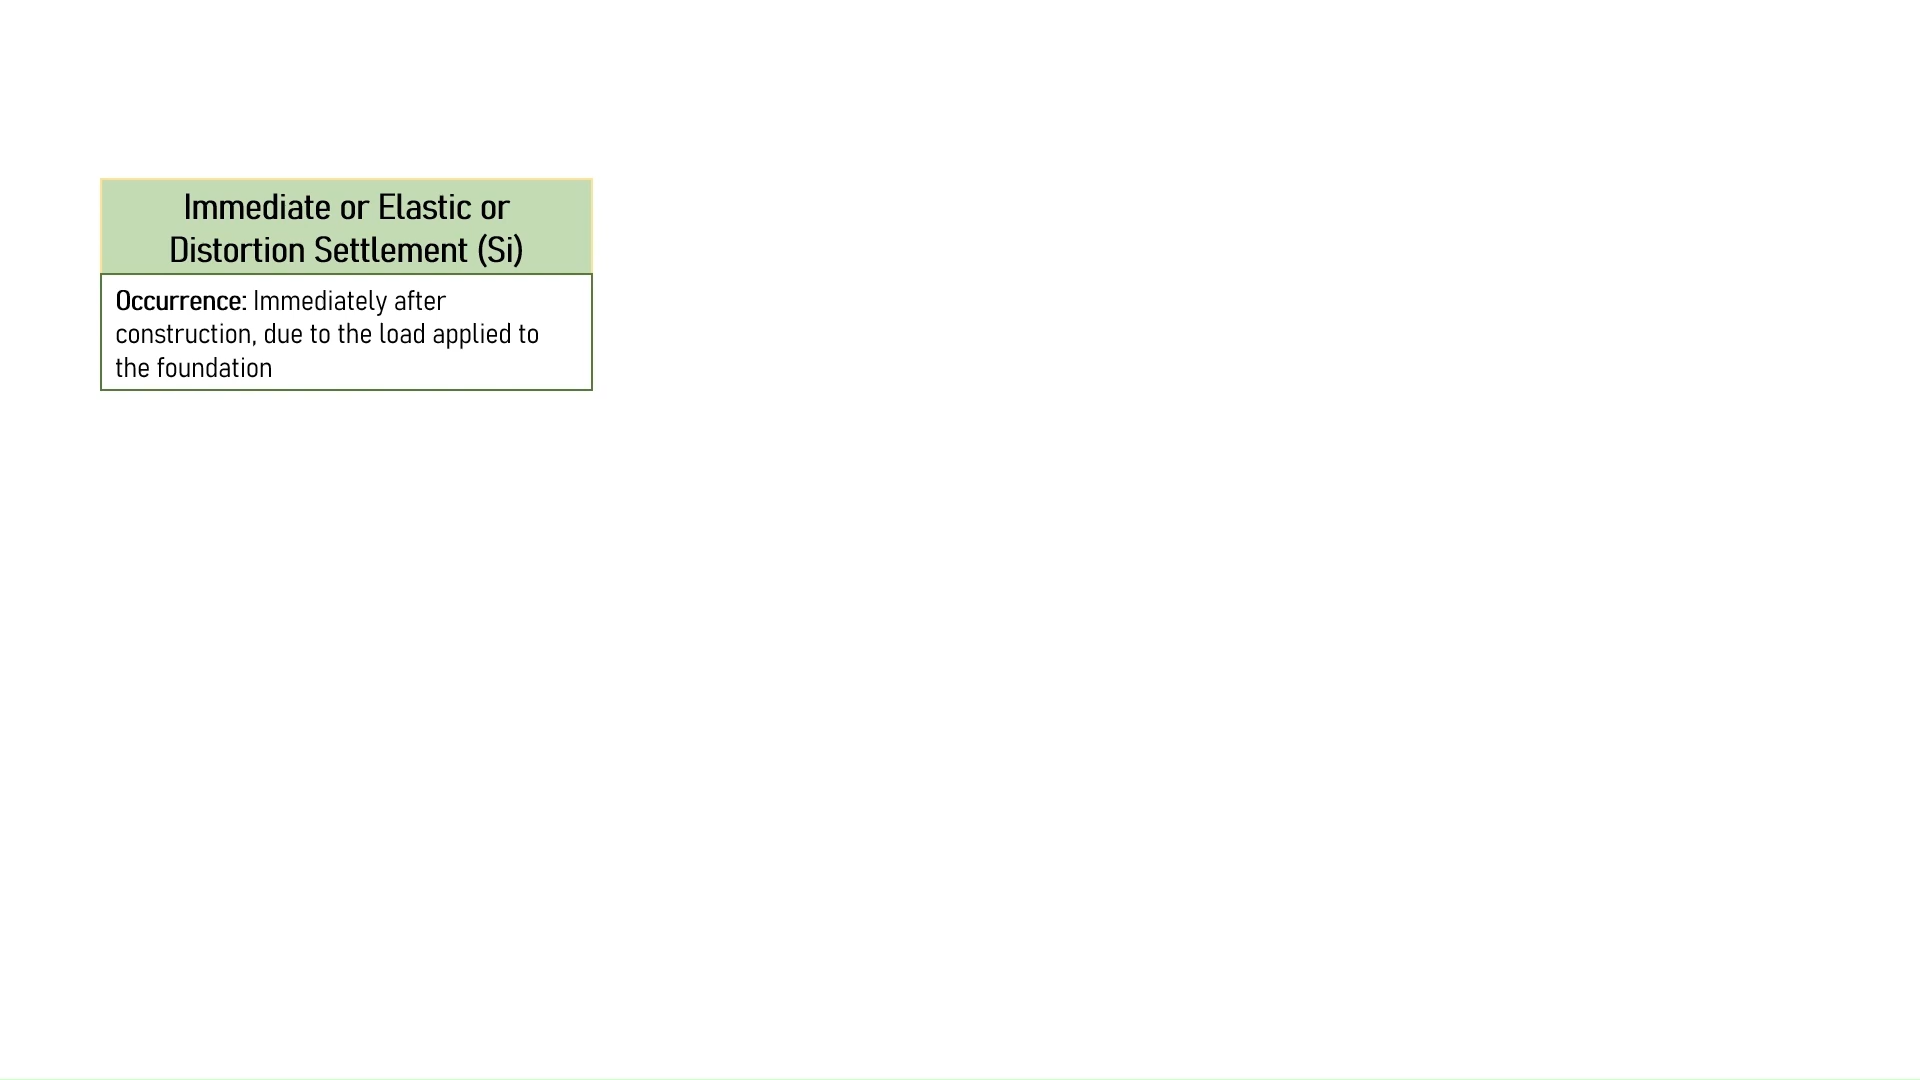 Immediate or Elastic or
Distortion Settlement (Si)
Occurrence: Immediately after
construction, due to the load applied to
the foundation